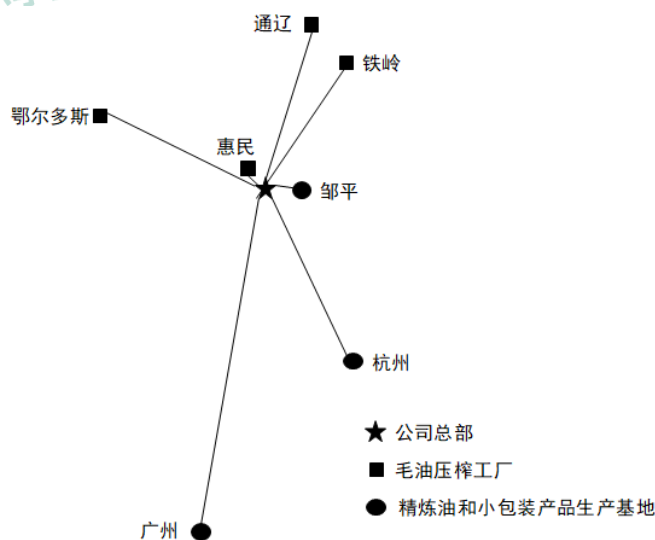 通辽
铁岭
鄂尔多斯
惠民
邹平
杭州
公司总部
毛油压榨工厂
精炼油和小包装产品生产基地
广州